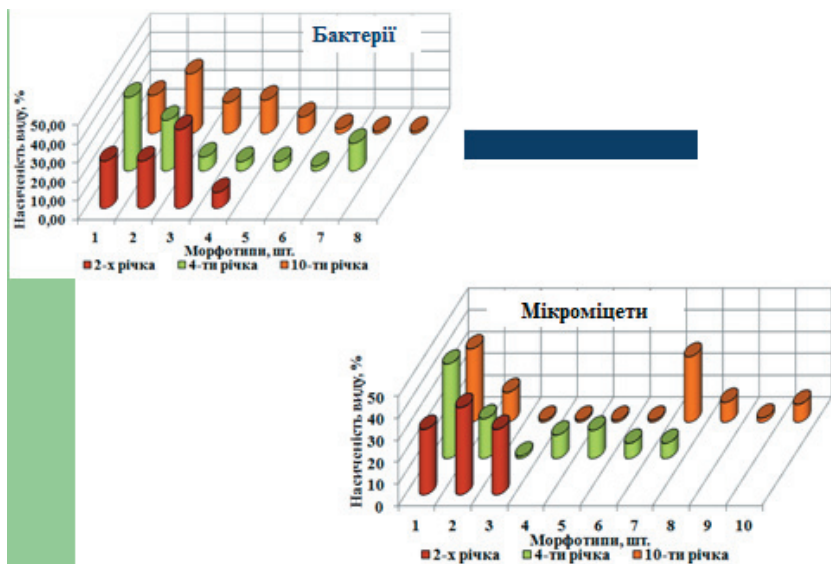 Бактерії
Насиченість виду, %
50,00
40,00
30,00
20,00
10,00
0,00
1 2 3 4 5 6 7 8
Морфотипи, шт.
2-х річка 4-ти річка 10-ти річка
Мікроміцети
Насиченість виду, %
50
40
30
20
10
0
1 2 3 4 5 6 7 8 9 10
Морфотипи, шт.
2-х річка 4-ти річка 10-ти річка